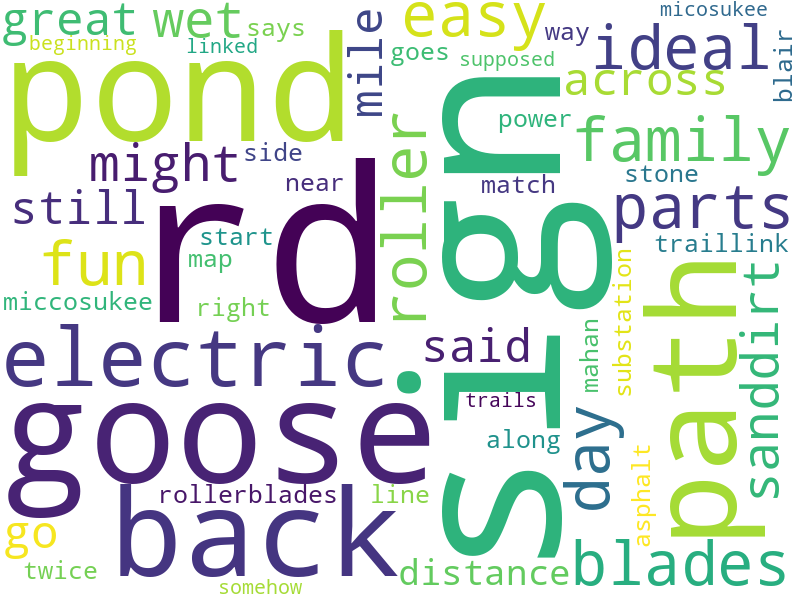 great wet says
beginning linked
pond
mile
easy
micosukee
way
ideal
blair
goes supposed
across
power
family
might side
near
match
stone
still
rd
roller
sign
parts
start
map
fun
traillink
miccosukee
right
substation
path
sanddirt
electric
said
mahan
goose
trails
along
day
back
rollerblades line
asphalt
go
twice
somehow
distance
blades